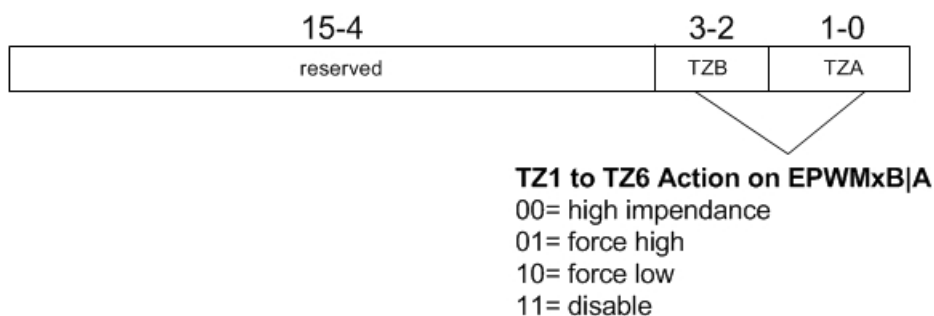 15-4 3-2 1-0
reserved TZB TZA
TZ1 to TZ6 Action on EPWMxB|A
00= high impendance
01= force high
10= force low
11= disable